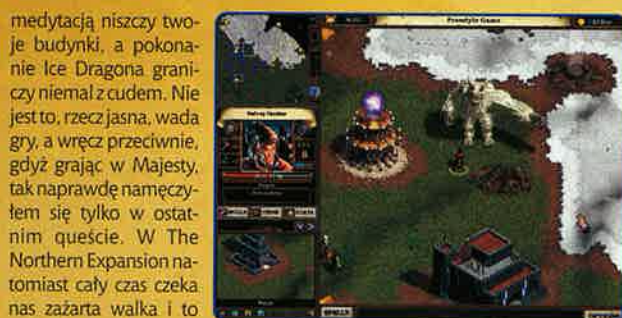 medytacją niszczy two-
je budynki, a pokona-
nie Ice Dragona grani-
czy niemal z cudem. Nie
jest to, rzecz jasna, wada
gry, a wręcz przeciwnie,
gdyż grając w Majesty,
tak naprawdę namęczy-
łem się tylko w ostat-
nim queście. W The
Northern Expansion na-
tomiast cały czas czeka
nas zażarta walka i to
Freestyle Game
SPELLS